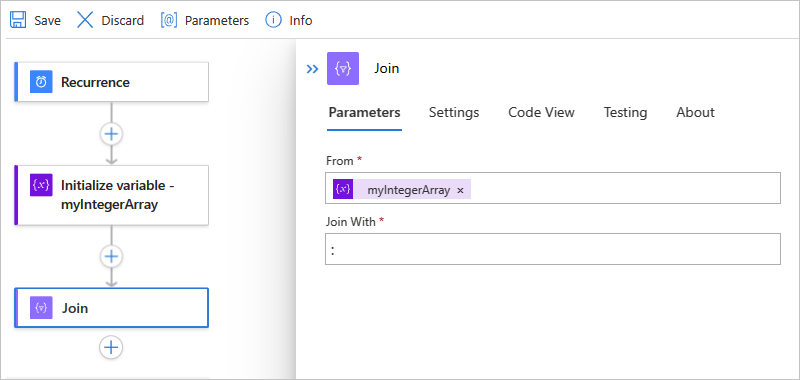 Save Discard [@] Parameters Info
Recurrence
Initialize variable -
myIntegerArray
Join
Join
Parameters Settings Code View Testing About
From *
{x} myIntegerArray ×
Join With *
: